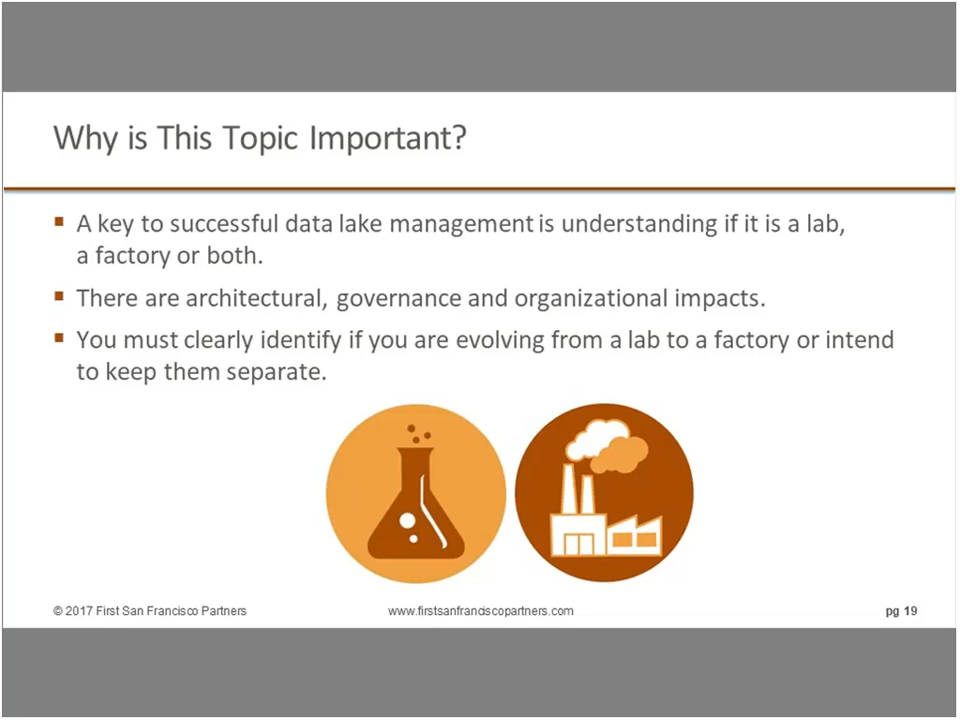 Why is This Topic Important?
A key to successful data lake management is understanding if it is a lab,
a factory or both.
There are architectural, governance and organizational impacts.
You must clearly identify if you are evolving from a lab to a factory or intend
to keep them separate.
© 2017 First San Francisco Partners
www.firstsanfranciscopartners.com
pg 19